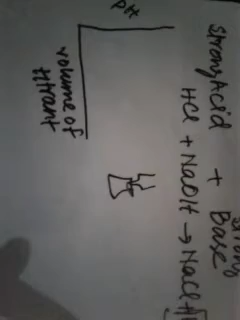 Strong
Strong Acid + Base
HCl + NaOH → NaCl +
pH
volume of
titrant